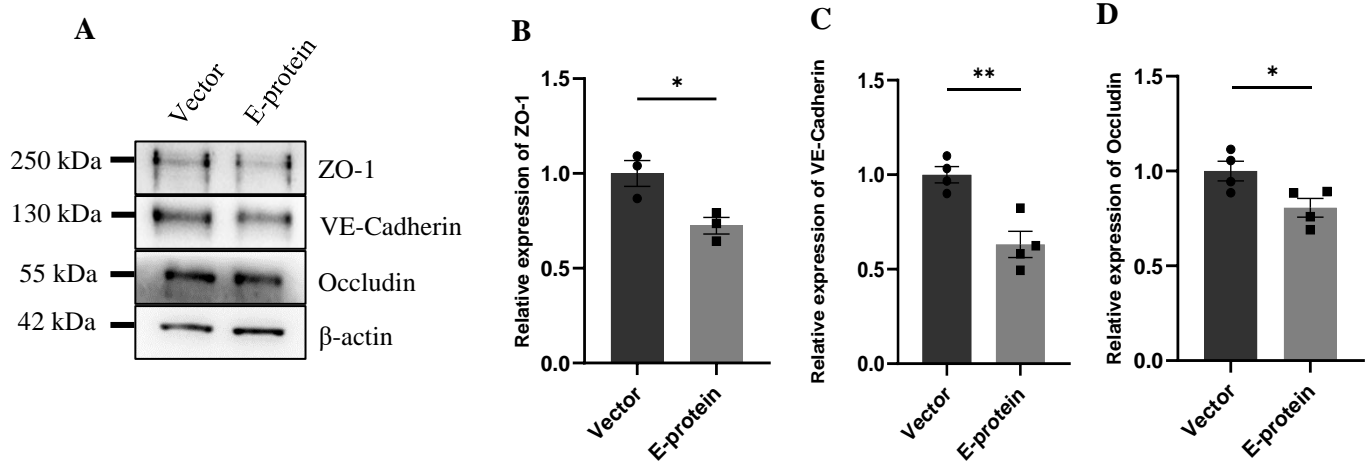 A
Vector
E-protein
250 kDa
ZO-1
130 kDa
VE-Cadherin
55 kDa
Occludin
42 kDa
β-actin
B
Relative expression of ZO-1
1.5
1.0
0.5
0.0
*
Vector
E-protein
C
Relative expression of VE-Cadherin
1.5
1.0
0.5
0.0
**
Vector
E-protein
D
Relative expression of Occludin
1.5
1.0
0.5
0.0
*
Vector
E-protein